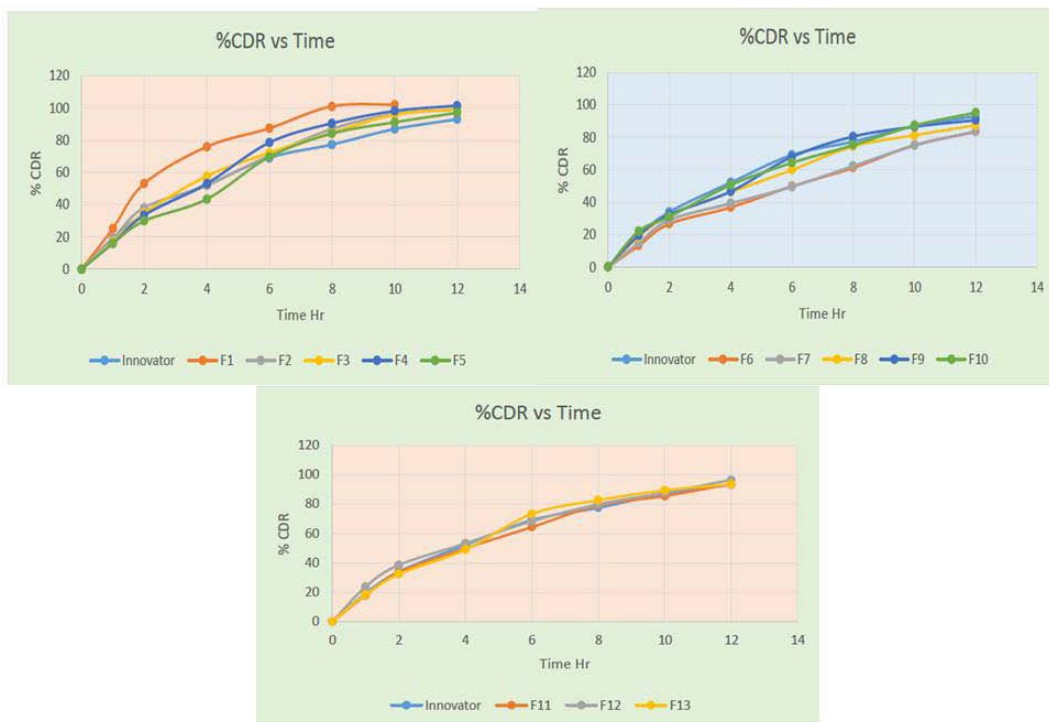 %CDR vs Time
120
100
80
60
40
20
0
% CDR
0 2 4 6 8 10 12 14
Time Hr
Innovator F1 F2 F3 F4 F5
%CDR vs Time
120
100
80
60
40
20
0
% CDR
0 2 4 6 8 10 12 14
Time Hr
Innovator F6 F7 F8 F9 F10
%CDR vs Time
120
100
80
60
40
20
0
% CDR
0 2 4 6 8 10 12 14
Time Hr
Innovator F11 F12 F13